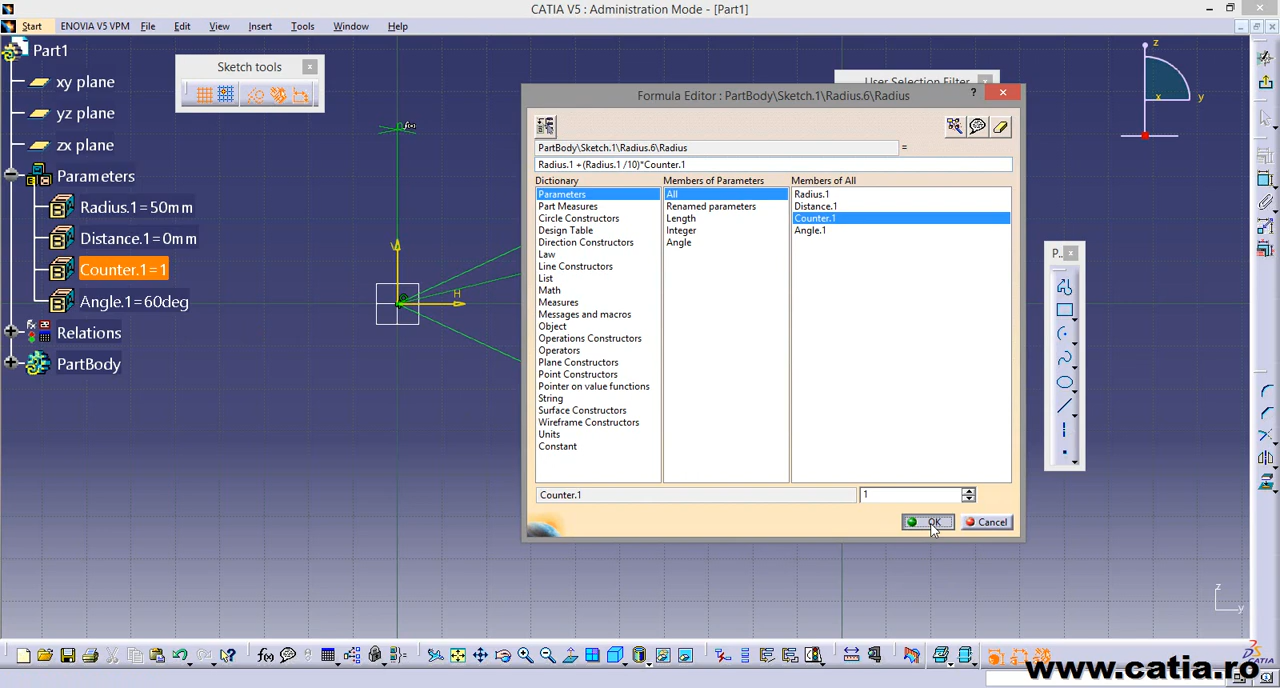 CATIA V5 : Administration Mode - [Part1]
Start ENOVIA V5 VPM File Edit View Insert Tools Window Help
Part1
xy plane
yz plane
zx plane
Parameters
Radius.1=50mm
Distance.1=0mm
Counter.1=1
Angle.1=60deg
Relations
PartBody
Sketch tools
f(x)
V
H
User Selection Filter
Formula Editor : PartBody\Sketch.1\Radius.6\Radius
PartBody\Sketch.1\Radius.6\Radius =
Radius.1 +(Radius.1 /10)*Counter.1
Dictionary
Parameters
Part Measures
Circle Constructors
Design Table
Direction Constructors
Law
Line Constructors
List
Math
Measures
Messages and macros
Object
Operations Constructors
Operators
Plane Constructors
Point Constructors
Pointer on value functions
String
Surface Constructors
Wireframe Constructors
Units
Constant
Members of Parameters
All
Renamed parameters
Length
Integer
Angle
Members of All
Radius.1
Distance.1
Counter.1
Angle.1
Counter.1 1
OK Cancel
P...
z
x
y
z
y
www.catia.ro